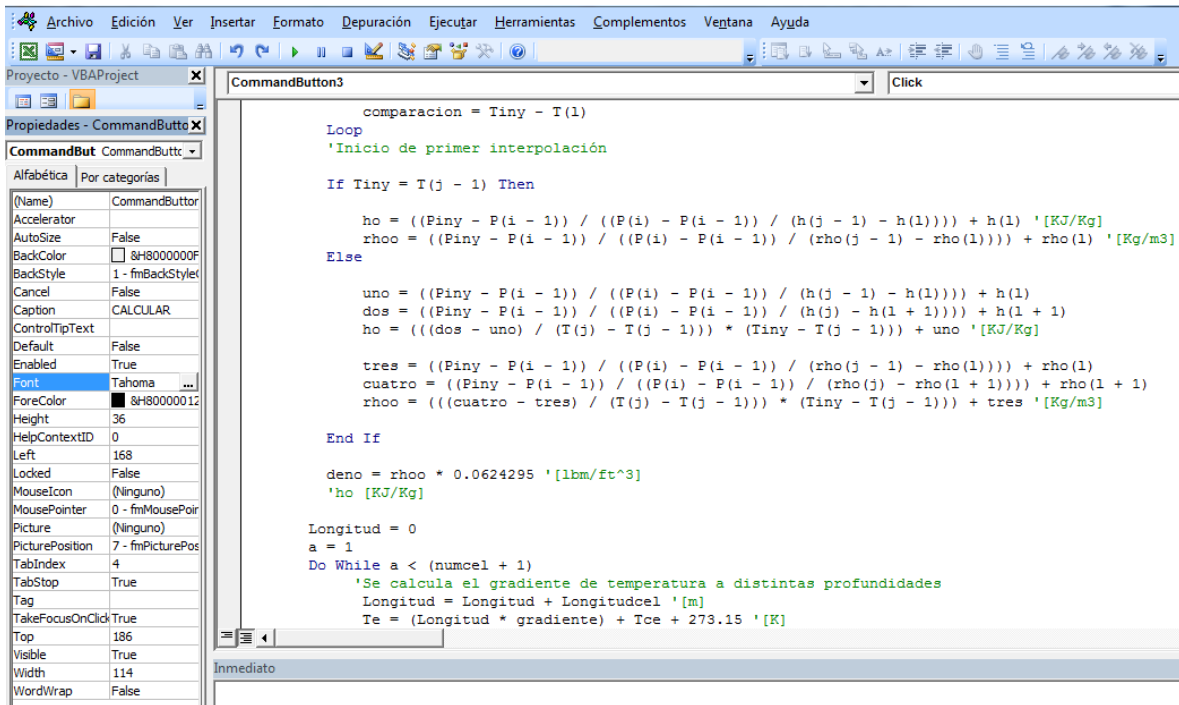 Archivo Edición Ver Insertar Formato Depuración Ejecutar Herramientas Complementos Ventana Ayuda
Proyecto - VBAProject
Propiedades - CommandButto
CommandBut CommandButtc
Alfabética Por categorías
(Name) CommandButtor
Accelerator
AutoSize False
BackColor &H8000000F
BackStyle 1 - fmBackStyle
Cancel False
Caption CALCULAR
ControlTipText
Default False
Enabled True
Font Tahoma ...
ForeColor &H80000012
Height 36
HelpContextID 0
Left 168
Locked False
MouseIcon (Ninguno)
MousePointer 0 - fmMousePoir
Picture (Ninguno)
PicturePosition 7 - fmPicturePos
TabIndex 4
TabStop True
Tag
TakeFocusOnClick True
Top 186
Visible True
Width 114
WordWrap False
CommandButton3 Click
comparacion = Tiny - T(l)
Loop
'Inicio de primer interpolación
If Tiny = T(j - 1) Then
ho = ((Piny - P(i - 1)) / ((P(i) - P(i - 1)) / (h(j - 1) - h(l)))) + h(l) '[KJ/Kg]
rhoo = ((Piny - P(i - 1)) / ((P(i) - P(i - 1)) / (rho(j - 1) - rho(l)))) + rho(l) '[Kg/m3]
Else
uno = ((Piny - P(i - 1)) / ((P(i) - P(i - 1)) / (h(j - 1) - h(l)))) + h(l)
dos = ((Piny - P(i - 1)) / ((P(i) - P(i - 1)) / (h(j) - h(l + 1)))) + h(l + 1)
ho = (((dos - uno) / (T(j) - T(j - 1))) * (Tiny - T(j - 1))) + uno '[KJ/Kg]
tres = ((Piny - P(i - 1)) / ((P(i) - P(i - 1)) / (rho(j - 1) - rho(l)))) + rho(l)
cuatro = ((Piny - P(i - 1)) / ((P(i) - P(i - 1)) / (rho(j) - rho(l + 1)))) + rho(l + 1)
rhoo = (((cuatro - tres) / (T(j) - T(j - 1))) * (Tiny - T(j - 1))) + tres '[Kg/m3]
End If
deno = rhoo * 0.0624295 '[lbm/ft^3]
'ho [KJ/Kg]
Longitud = 0
a = 1
Do While a < (numcel + 1)
'Se calcula el gradiente de temperatura a distintas profundidades
Longitud = Longitud + Longitudcel '[m]
Te = (Longitud * gradiente) + Tce + 273.15 '[K]
Inmediato